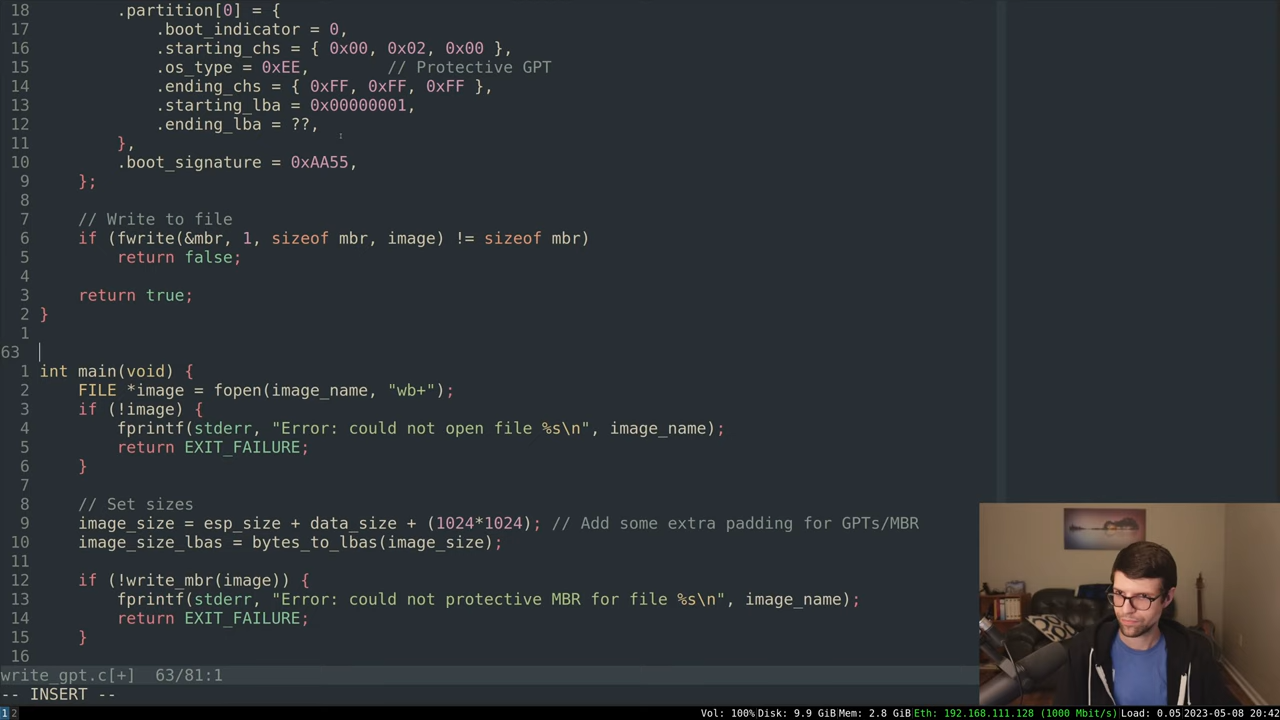 18         .partition[0] = {
17             .boot_indicator = 0,
16             .starting_chs = { 0x00, 0x02, 0x00 },
15             .os_type = 0xEE,        // Protective GPT
14             .ending_chs = { 0xFF, 0xFF, 0xFF },
13             .starting_lba = 0x00000001,
12             .ending_lba = ??,
11         },
10         .boot_signature = 0xAA55,
9     };
8
7     // Write to file
6     if (fwrite(&mbr, 1, sizeof mbr, image) != sizeof mbr)
5         return false;
4
3     return true;
2 }
1
63
1 int main(void) {
2     FILE *image = fopen(image_name, "wb+");
3     if (!image) {
4         fprintf(stderr, "Error: could not open file %s\n", image_name);
5         return EXIT_FAILURE;
6     }
7
8     // Set sizes
9     image_size = esp_size + data_size + (1024*1024); // Add some extra padding for GPTs/MBR
10     image_size_lbas = bytes_to_lbas(image_size);
11
12     if (!write_mbr(image)) {
13         fprintf(stderr, "Error: could not protective MBR for file %s\n", image_name);
14         return EXIT_FAILURE;
15     }
16
write_gpt.c[+]  63/81:1
-- INSERT --
1 2 Vol: 100% Disk: 9.9 GiB Mem: 2.8 GiB Eth: 192.168.111.128 (1000 Mbit/s) Load: 0.05 2023-05-08 20:42